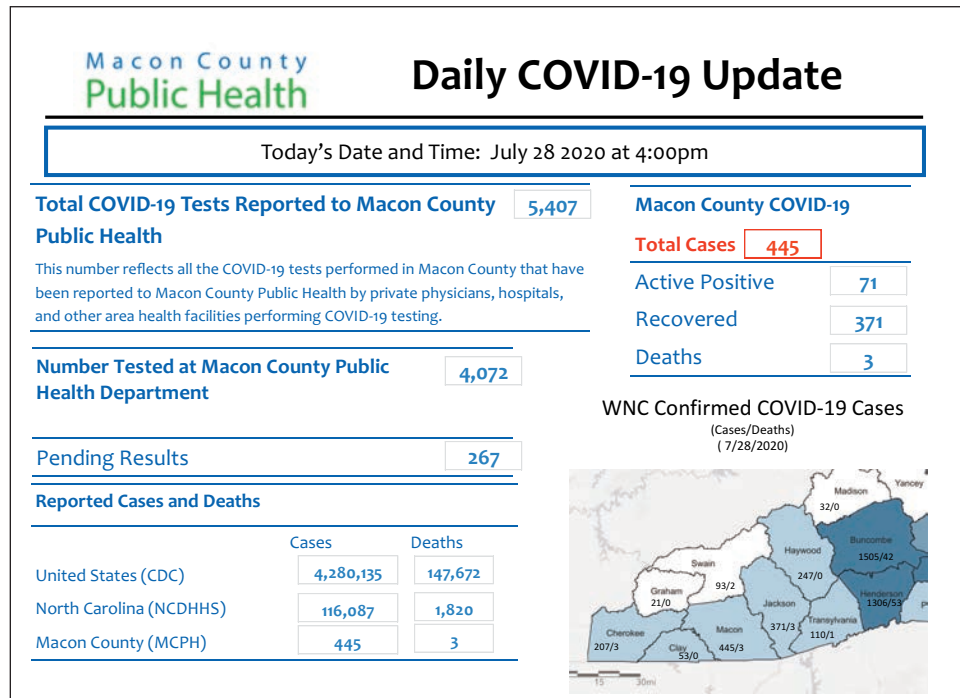 Macon County
Public Health
Daily COVID-19 Update
Today's Date and Time: July 28 2020 at 4:00pm
Total COVID-19 Tests Reported to Macon County
Public Health
5,407
This number reflects all the COVID-19 tests performed in Macon County that have
been reported to Macon County Public Health by private physicians, hospitals,
and other area health facilities performing COVID-19 testing.
Number Tested at Macon County Public
Health Department
4,072
Pending Results
267
Reported Cases and Deaths
Cases Deaths
United States (CDC) 4,280,135 147,672
North Carolina (NCDHHS) 116,087 1,820
Macon County (MCPH) 445 3
Macon County COVID-19
Total Cases 445
Active Positive 71
Recovered 371
Deaths 3
WNC Confirmed COVID-19 Cases
(Cases/Deaths)
( 7/28/2020)
Yancey
Madison
32/0
Buncombe
1505/42
Haywood
247/0
Swain
93/2
Graham
21/0
Henderson
1306/53
Jackson
371/3
Transylvania
110/1
Cherokee
207/3
Clay
53/0
Macon
445/3
15 30mi